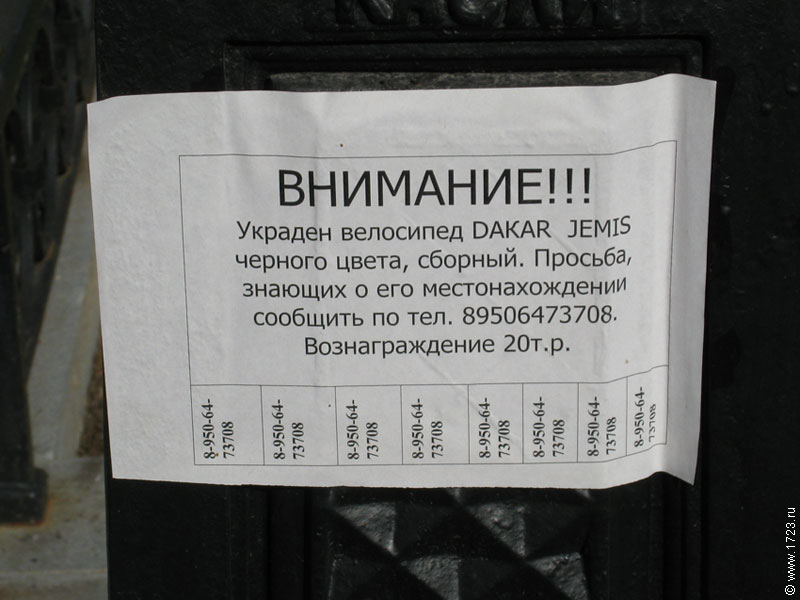 ВНИМАНИЕ!!!
Украден велосипед DAKAR JEMIS
черного цвета, сборный. Просьба,
знающих о его местонахождении
сообщить по тел. 89506473708.
Вознаграждение 20т.р.
8-950-64-
73708
8-950-64-
73708
8-950-64-
73708
8-950-64-
73708
8-950-64-
73708
8-950-64-
73708
8-950-64-
73708
8-950-64-
73708
© www.1723.ru